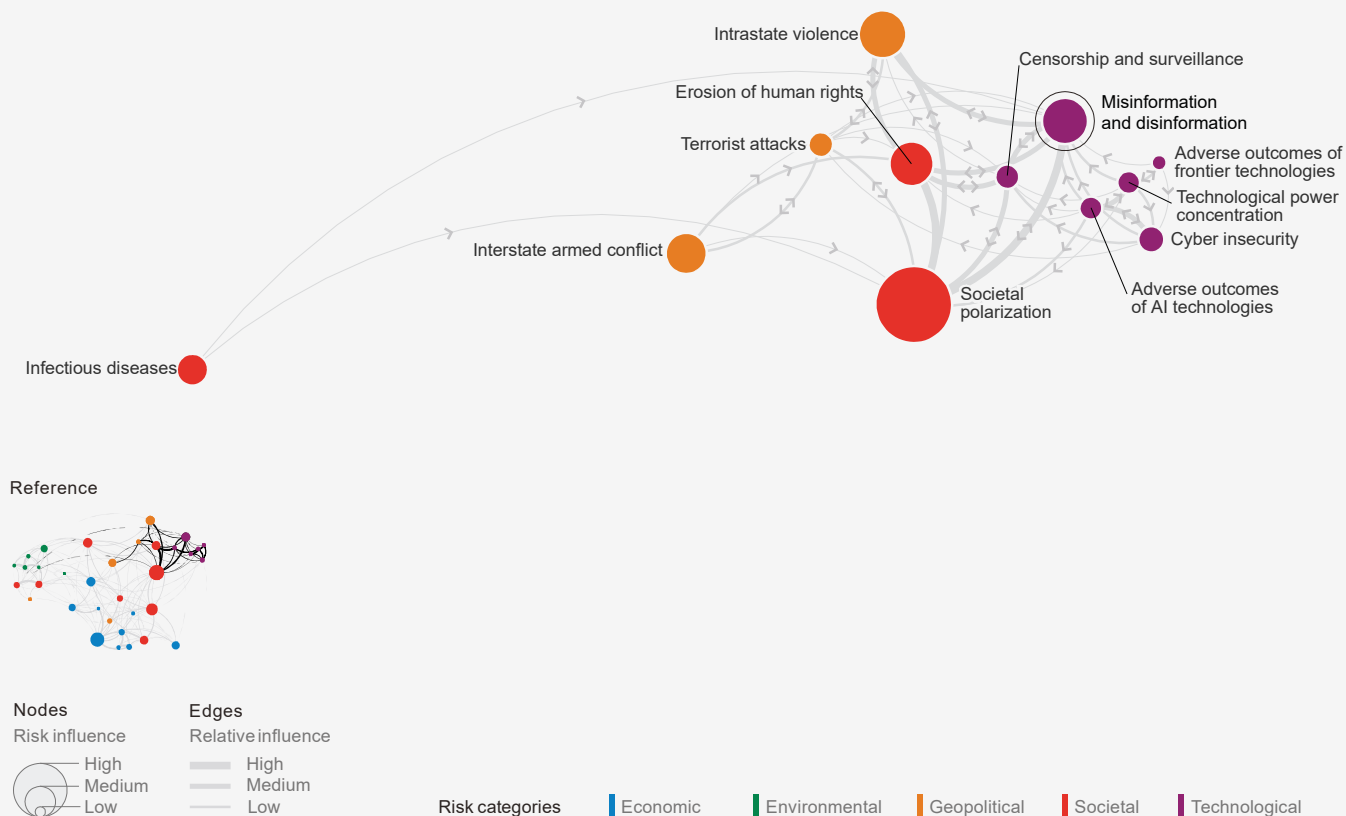 Intrastate violence
Censorship and surveillance
Erosion of human rights
Misinformation
and disinformation
Terrorist attacks
Adverse outcomes of
frontier technologies
Technological power
concentration
Interstate armed conflict
Cyber insecurity
Societal
polarization
Adverse outcomes
of AI technologies
Infectious diseases
Reference
Nodes
Risk influence
High
Medium
Low
Edges
Relative influence
High
Medium
Low
Risk categories
Economic
Environmental
Geopolitical
Societal
Technological